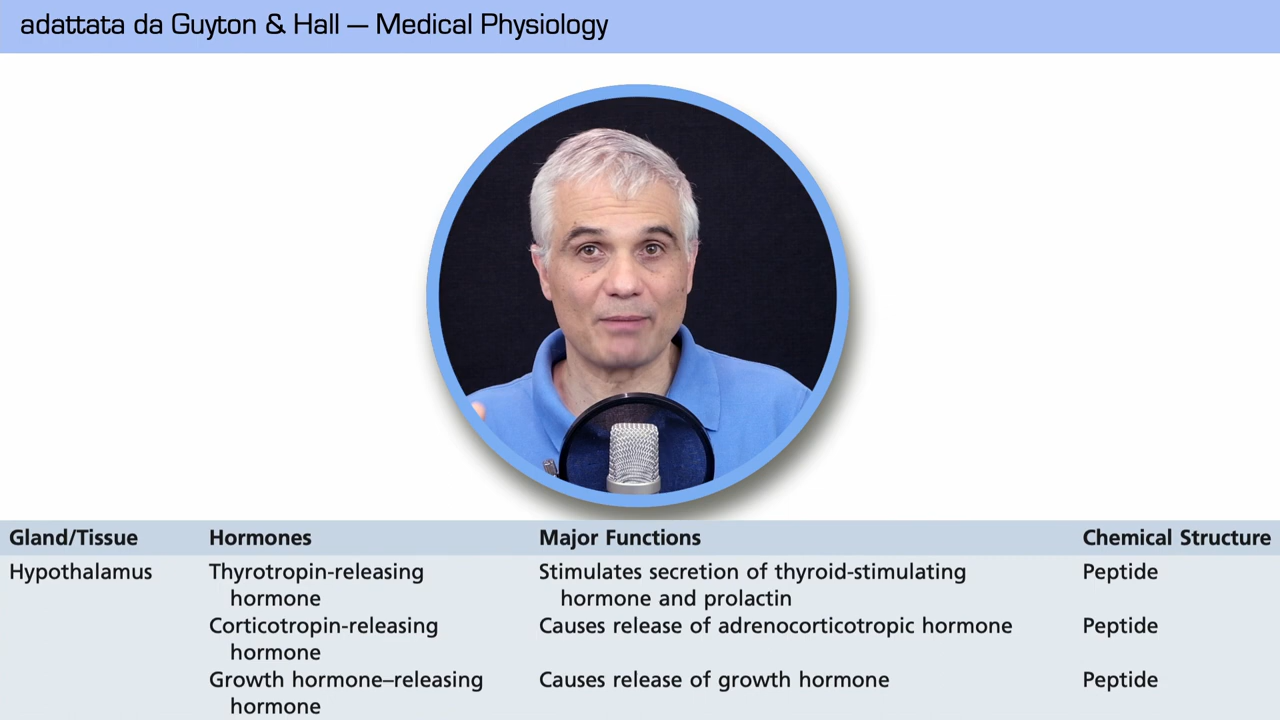 adattata da Guyton & Hall — Medical Physiology
Gland/Tissue Hormones Major Functions Chemical Structure
Hypothalamus Thyrotropin-releasing Stimulates secretion of thyroid-stimulating Peptide
hormone hormone and prolactin
Corticotropin-releasing Causes release of adrenocorticotropic hormone Peptide
hormone
Growth hormone–releasing Causes release of growth hormone Peptide
hormone